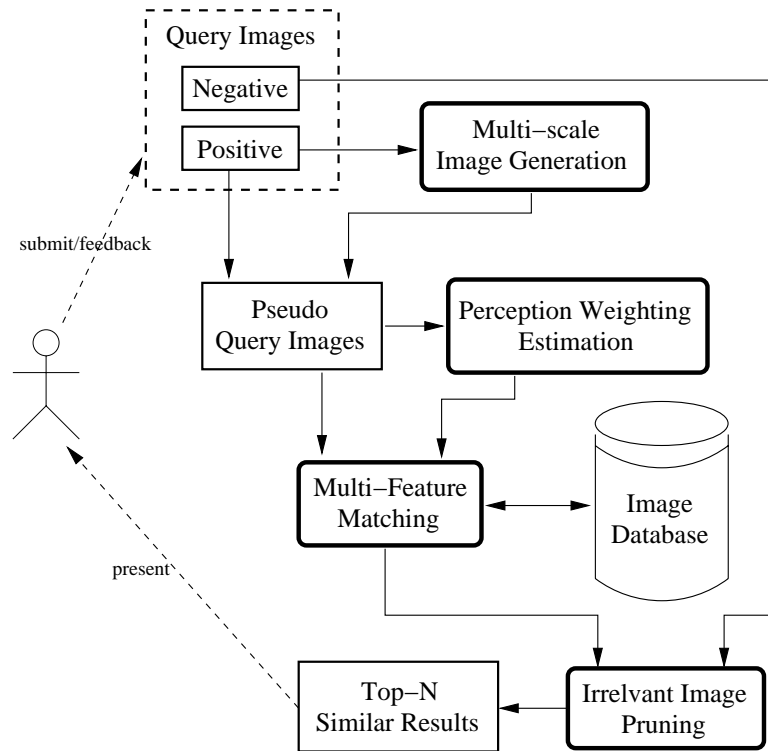 Query Images
Negative
Positive
Multi−scale
Image Generation
submit/feedback
Pseudo
Query Images
Perception Weighting
Estimation
Multi−Feature
Matching
Image
Database
present
Top−N
Similar Results
Irrelvant Image
Pruning